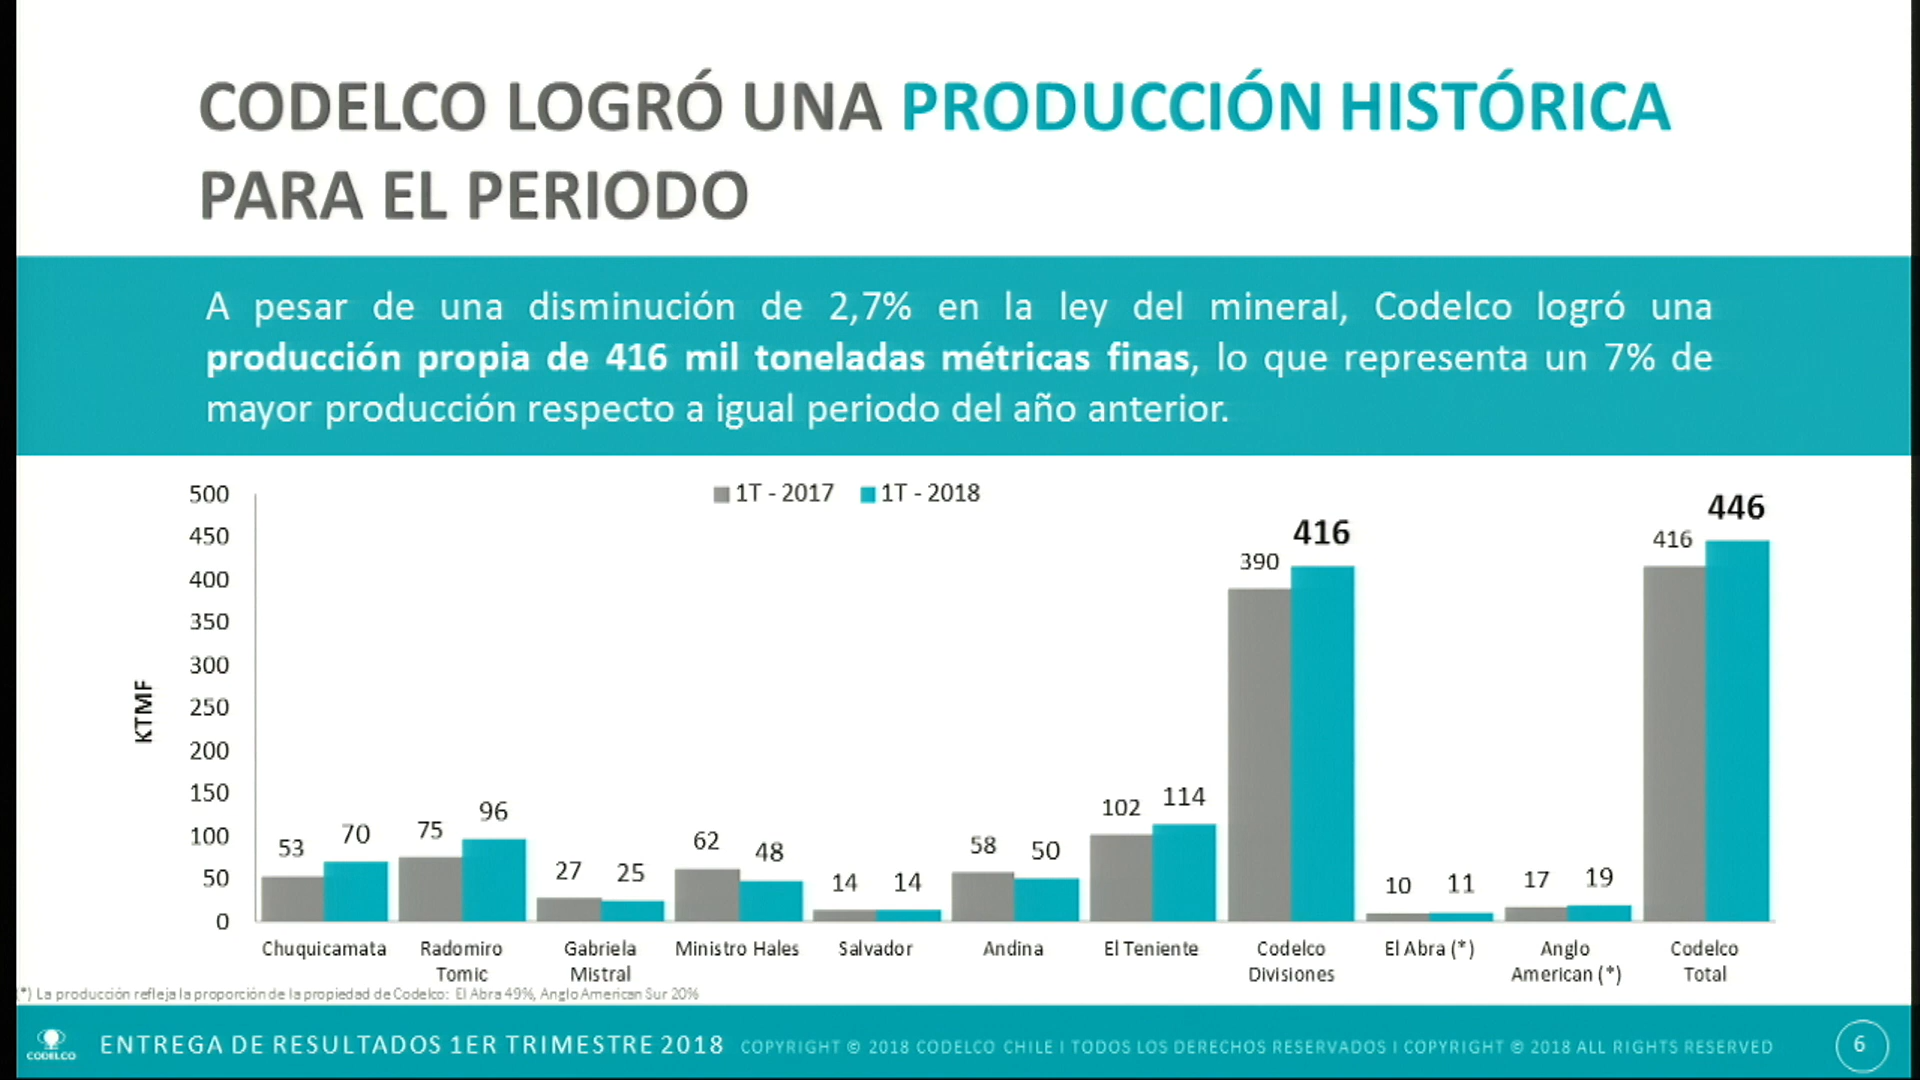 CODELCO LOGRÓ UNA PRODUCCIÓN HISTÓRICA
PARA EL PERIODO
A pesar de una disminución de 2,7% en la ley del mineral, Codelco logró una
producción propia de 416 mil toneladas métricas finas, lo que representa un 7% de
mayor producción respecto a igual periodo del año anterior.
1T - 2017 1T - 2018
KTMF
500
450
400
350
300
250
200
150
100
50
0
53 70
75 96
27 25
62 48
14 14
58 50
102 114
390 416
10 11
17 19
416 446
Chuquicamata
Radomiro
Tomic
Gabriela
Mistral
Ministro Hales
Salvador
Andina
El Teniente
Codelco
Divisiones
El Abra (*)
Anglo
American (*)
Codelco
Total
*) La producción refleja la proporción de la propiedad de Codelco: El Abra 49%, Anglo American Sur 20%
CODELCO
ENTREGA DE RESULTADOS 1ER TRIMESTRE 2018 COPYRIGHT © 2018 CODELCO CHILE I TODOS LOS DERECHOS RESERVADOS I COPYRIGHT © 2018 ALL RIGHTS RESERVED
6